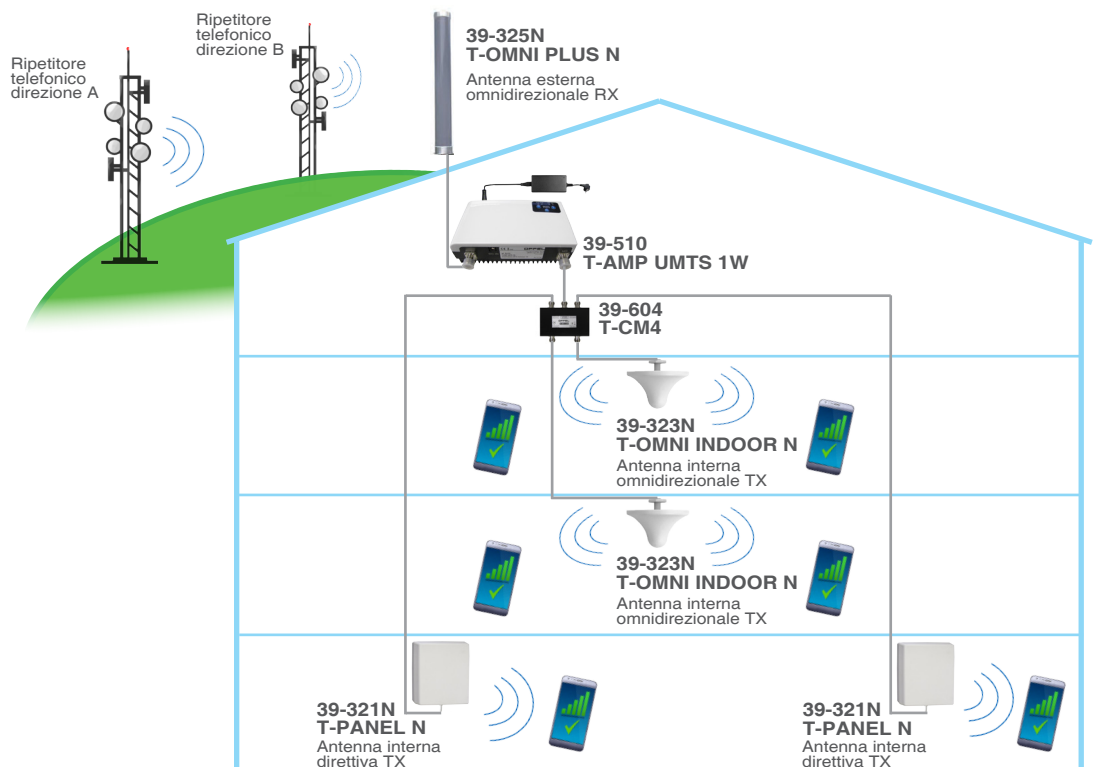 Ripetitore
telefonico
direzione A
Ripetitore
telefonico
direzione B
39-325N
T-OMNI PLUS N
Antenna esterna
omnidirezionale RX
39-510
T-AMP UMTS 1W
39-604
T-CM4
39-323N
T-OMNI INDOOR N
Antenna interna
omnidirezionale TX
39-323N
T-OMNI INDOOR N
Antenna interna
omnidirezionale TX
39-321N
T-PANEL N
Antenna interna
direttiva TX
39-321N
T-PANEL N
Antenna interna
direttiva TX